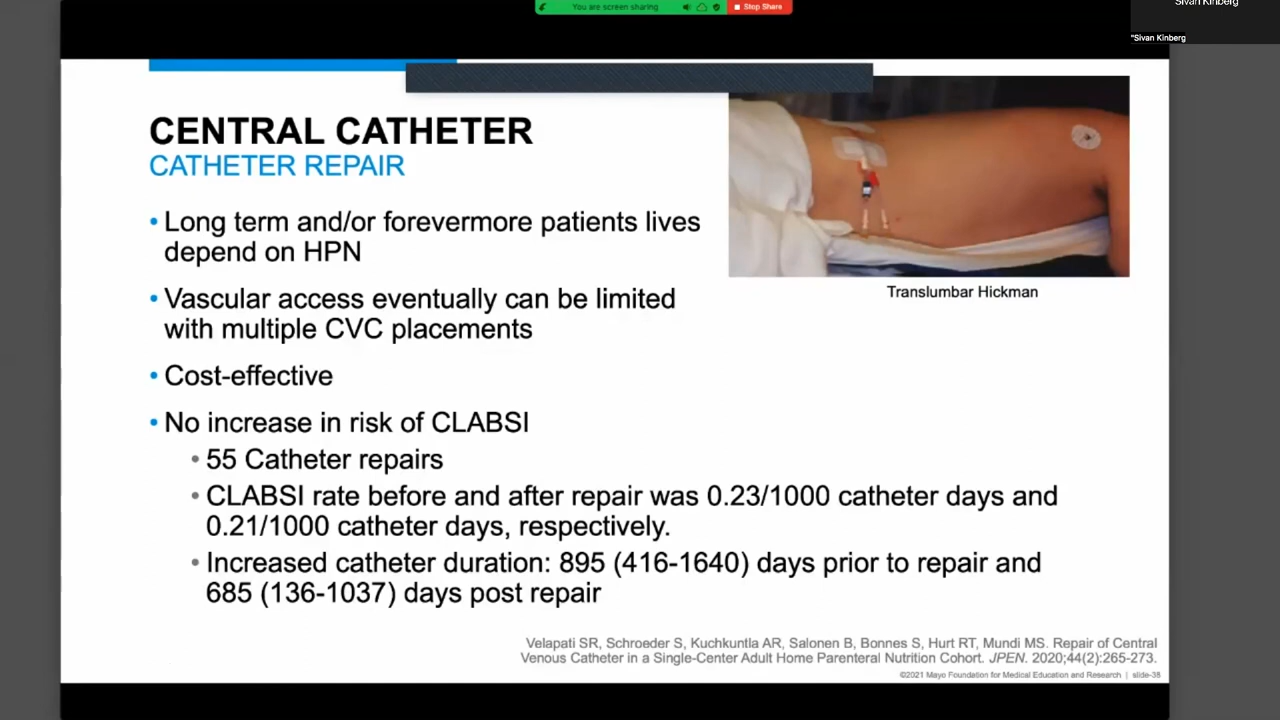 You are screen sharing
Stop Share
Sivan Kinberg
"Sivan Kinberg
CENTRAL CATHETER
CATHETER REPAIR
• Long term and/or forevermore patients lives
depend on HPN
• Vascular access eventually can be limited
with multiple CVC placements
• Cost-effective
• No increase in risk of CLABSI
• 55 Catheter repairs
• CLABSI rate before and after repair was 0.23/1000 catheter days and
0.21/1000 catheter days, respectively.
• Increased catheter duration: 895 (416-1640) days prior to repair and
685 (136-1037) days post repair
Translumbar Hickman
Velapati SR, Schroeder S, Kuchkuntla AR, Salonen B, Bonnes S, Hurt RT, Mundi MS. Repair of Central
Venous Catheter in a Single-Center Adult Home Parenteral Nutrition Cohort. JPEN. 2020;44(2):265-273.
©2021 Mayo Foundation for Medical Education and Research | slide-38